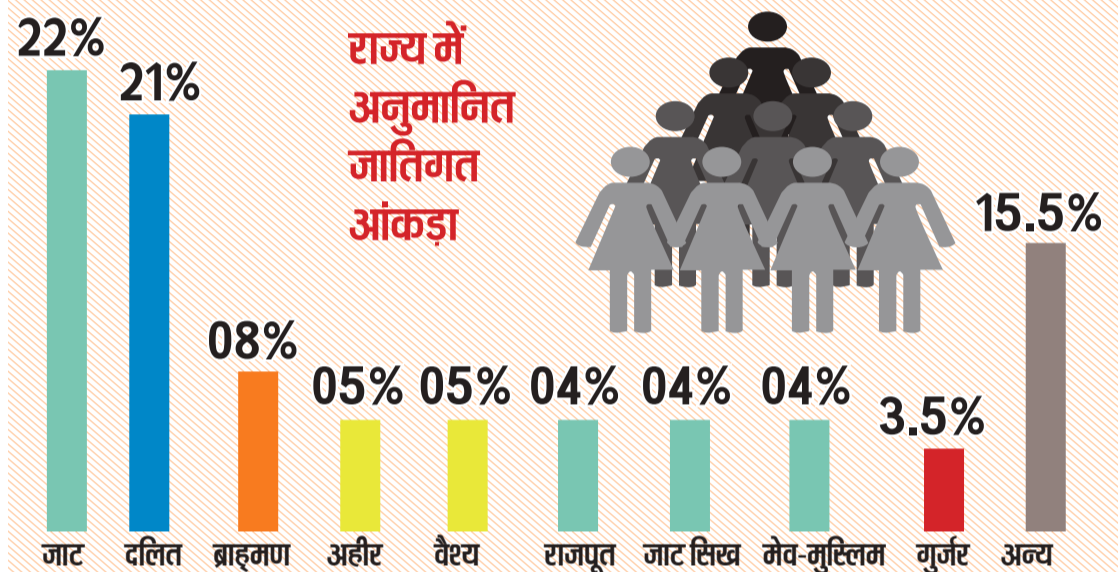 राज्य में
अनुमानित
जातिगत
आंकड़ा
22%
21%
08%
05%
05%
04%
04%
04%
3.5%
15.5%
जाट
दलित
ब्राह्मण
अहीर
वैश्य
राजपूत
जाट सिख
मेव-मुस्लिम
गुर्जर
अन्य